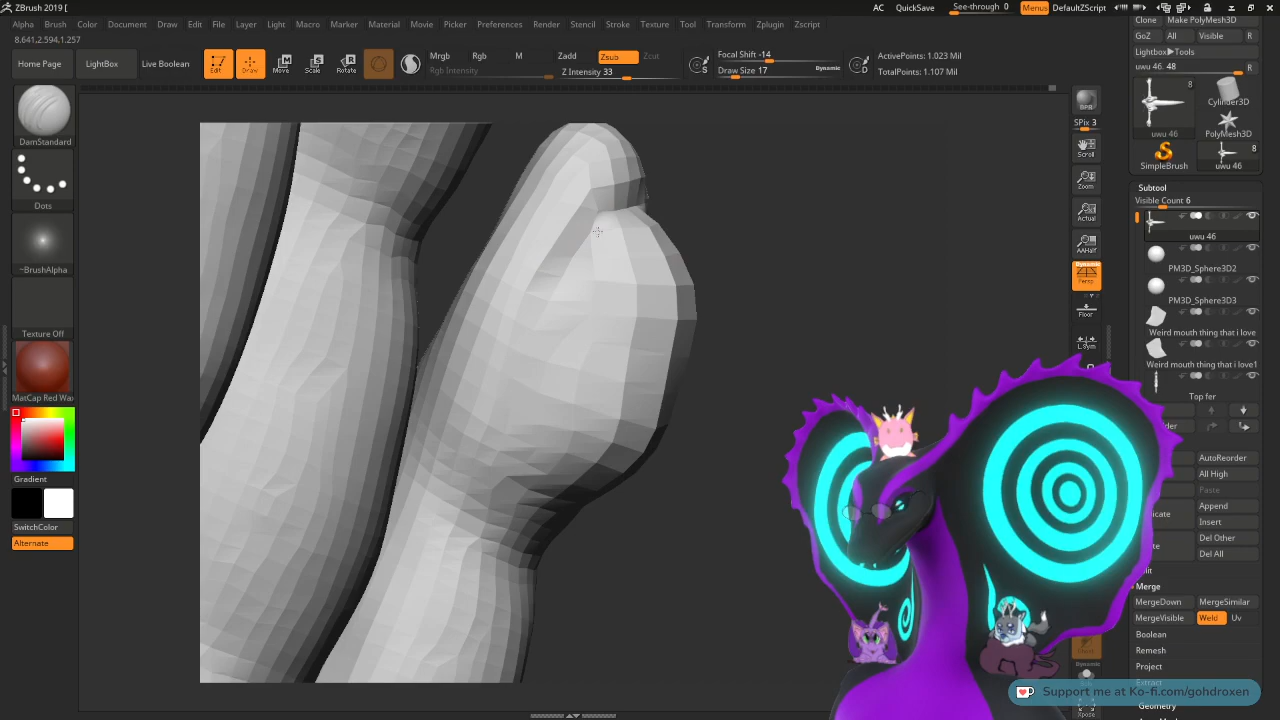 ZBrush 2019 [
AC QuickSave See-through 0 Menus DefaultZScript
Alpha Brush Color Document Draw Edit File Layer Light Macro Marker Material Movie Picker Preferences Render Stencil Stroke Texture Tool Transform Zplugin Zscript
8.641,2.594,1.257
Home Page LightBox Live Boolean Edit Draw Move Scale Rotate
Mrgb Rgb M Zadd Zsub Zcut
Rgb Intensity Z Intensity 33
Focal Shift -14
Draw Size 17 Dynamic
S
D
ActivePoints: 1.023 Mil
TotalPoints: 1.107 Mil
DamStandard
Dots
~BrushAlpha
Texture Off
MatCap Red Wax
Gradient
SwitchColor
Alternate
BPR
SPix 3
Scroll
Zoom
Actual
AAHalf
Dynamic
Persp
Floor
L.Sym
Dynamic
Xpose
Clone Make PolyMesh3D
GoZ All Visible R
Lightbox▶Tools
uwu 46. 48 R
8
uwu 46
Cylinder3D
PolyMesh3D
SimpleBrush
8
uwu 46
Subtool
Visible Count 6
uwu 46
PM3D_Sphere3D2
PM3D_Sphere3D3
Weird mouth thing that i love
Weird mouth thing that i love1
Top fer
AutoReorder
All High
Paste
Append
Insert
Del Other
Del All
Merge
MergeDown MergeSimilar
MergeVisible Weld Uv
Boolean
Remesh
Project
Extract
Geometry
Support me at Ko-fi.com/gohdroxen